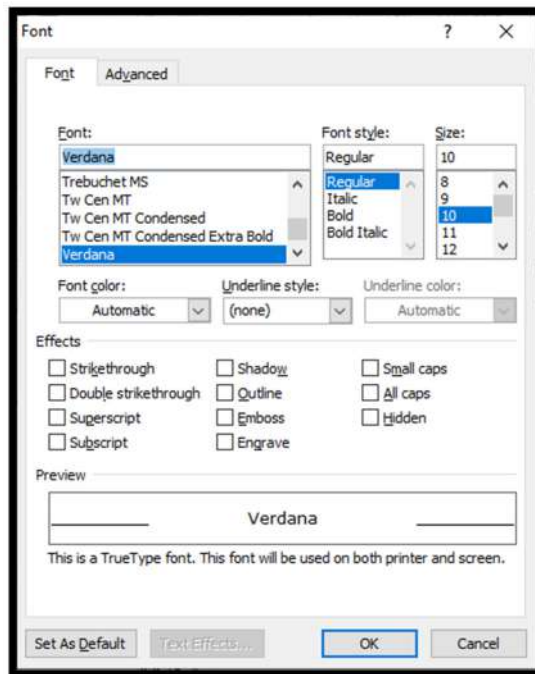 Font ? X
Font Advanced
Font: Font style: Size:
Verdana Regular 10
Trebuchet MS Regular 8
Tw Cen MT Italic 9
Tw Cen MT Condensed Bold 10
Tw Cen MT Condensed Extra Bold Bold Italic 11
Verdana 12
Font color: Underline style: Underline color:
Automatic (none) Automatic
Effects
Strikethrough Shadow Small caps
Double strikethrough Outline All caps
Superscript Emboss Hidden
Subscript Engrave
Preview
Verdana
This is a TrueType font. This font will be used on both printer and screen.
Set As Default Text Effects... OK Cancel